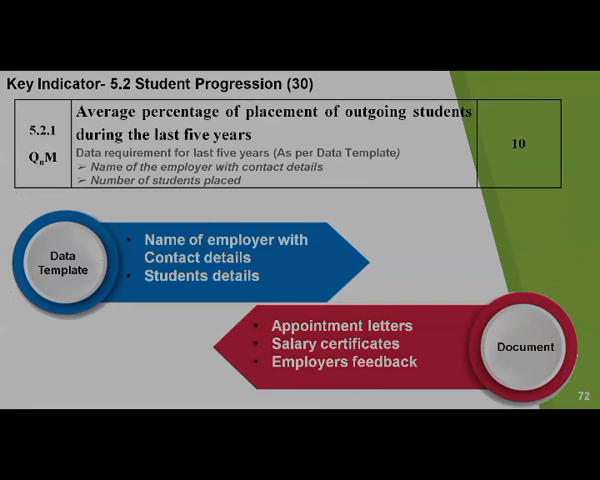 Key Indicator- 5.2 Student Progression (30)
5.2.1
QnM
Average percentage of placement of outgoing students
during the last five years
Data requirement for last five years (As per Data Template)
➢ Name of the employer with contact details
➢ Number of students placed
10
Data
Template
• Name of employer with
Contact details
• Students details
• Appointment letters
• Salary certificates
• Employers feedback
Document
72